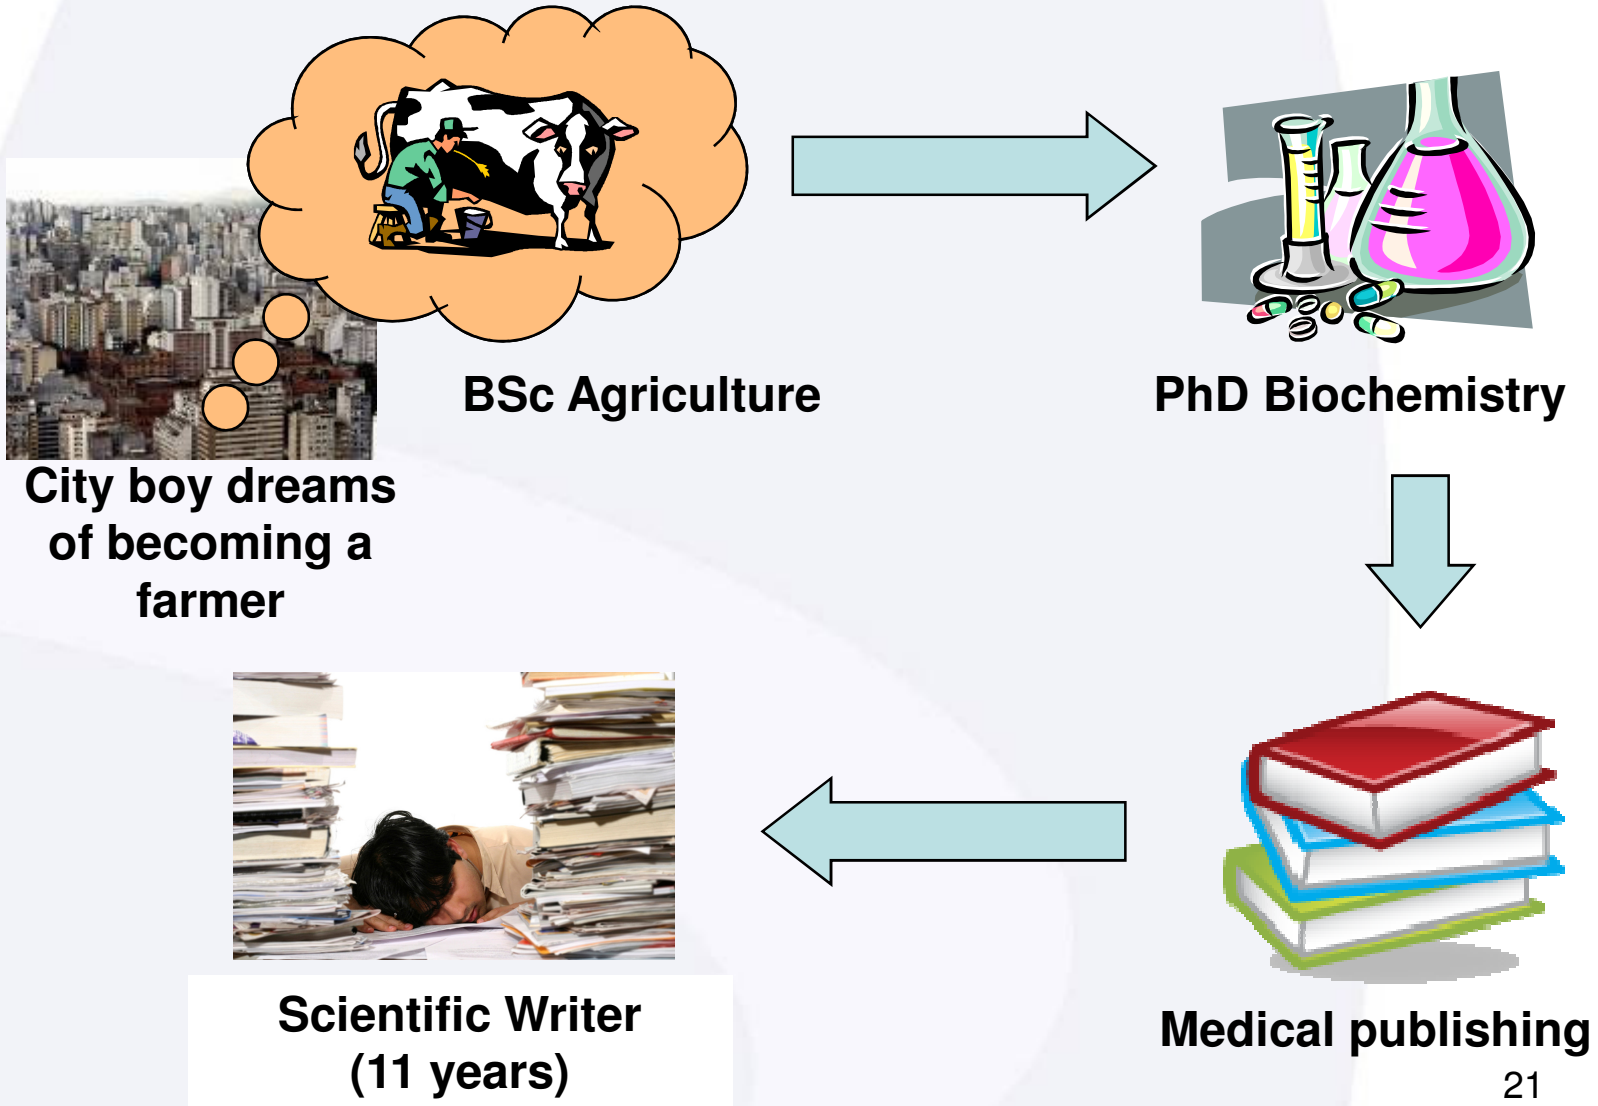 BSc Agriculture
PhD Biochemistry
City boy dreams
of becoming a
farmer
Scientific Writer
(11 years)
Medical publishing
21